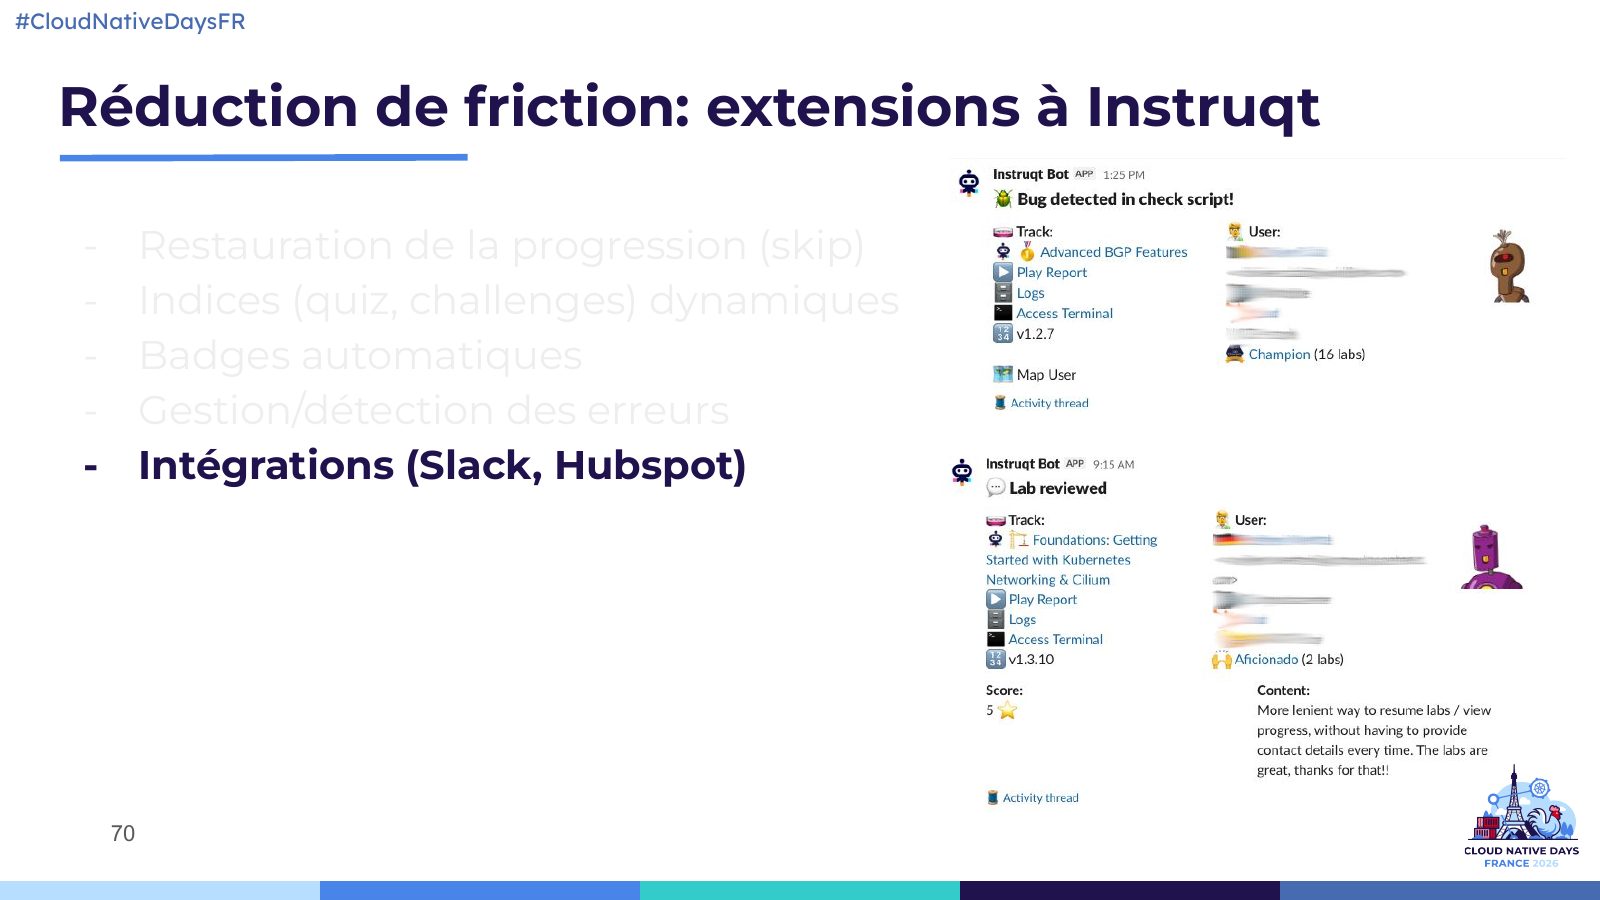 #CloudNativeDaysFR
Réduction de friction: extensions à Instruqt
- Restauration de la progression (skip)
- Indices (quiz, challenges) dynamiques
- Badges automatiques
- Gestion/détection des erreurs
- Intégrations (Slack, Hubspot)
Instruqt Bot APP 1:25 PM
Bug detected in check script!
Track:
Advanced BGP Features
Play Report
Logs
Access Terminal
v1.2.7
Map User
User:
Champion (16 labs)
Activity thread
Instruqt Bot APP 9:15 AM
Lab reviewed
Track:
Foundations: Getting
Started with Kubernetes
Networking & Cilium
Play Report
Logs
Access Terminal
v1.3.10
User:
Aficionado (2 labs)
Score:
5
Content:
More lenient way to resume labs / view
progress, without having to provide
contact details every time. The labs are
great, thanks for that!!
Activity thread
70
CLOUD NATIVE DAYS
FRANCE 2026